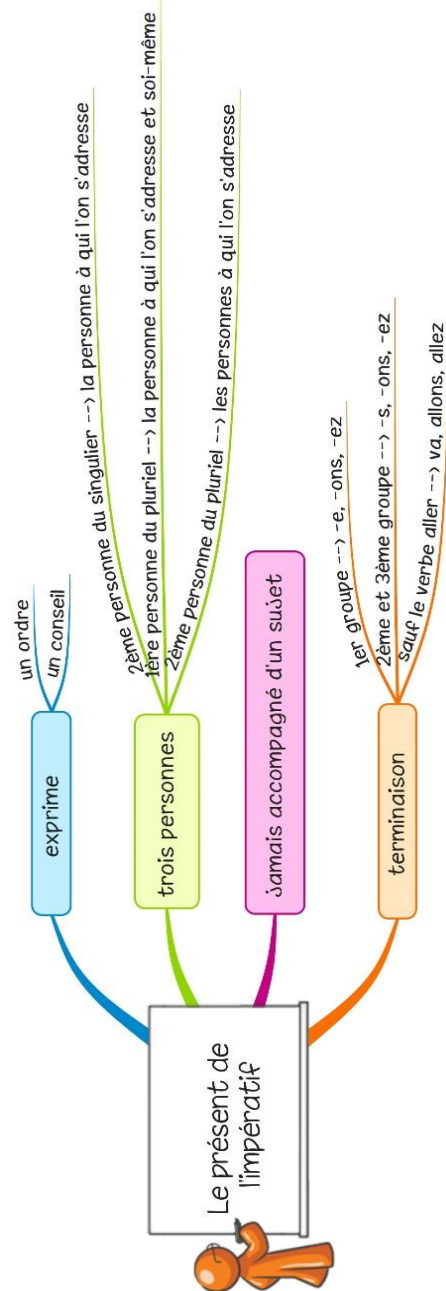 Le présent de
l'impératif
exprime
un ordre
un conseil
trois personnes
2ème personne du singulier --> la personne à qui l'on s'adresse
1ère personne du pluriel --> la personne à qui l'on s'adresse et soi-même
2ème personne du pluriel --> les personnes à qui l'on s'adresse
jamais accompagné d'un sujet
terminaison
1er groupe --> -e, -ons, -ez
2ème et 3ème groupe --> -s, -ons, -ez
sauf le verbe aller --> va, allons, allez